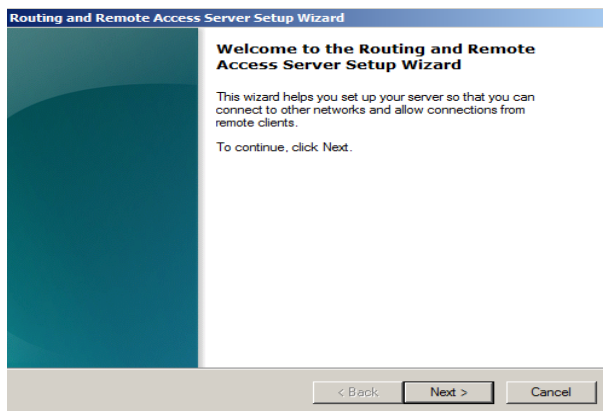 Routing and Remote Access Server Setup Wizard
Welcome to the Routing and Remote
Access Server Setup Wizard
This wizard helps you set up your server so that you can
connect to other networks and allow connections from
remote clients.
To continue, click Next.
< Back
Next >
Cancel